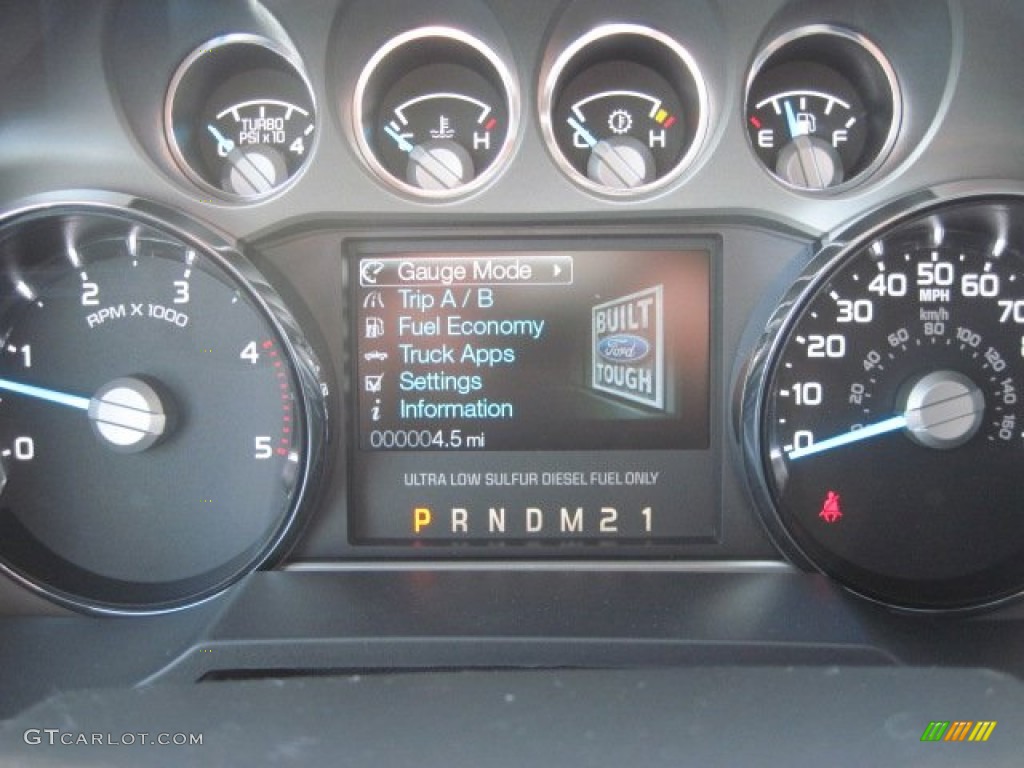 TURBO
PSI x 10
0 4
C H
C H
E F
Gauge Mode
Trip A / B
Fuel Economy
Truck Apps
Settings
Information
000004.5 mi
BUILT
Ford
TOUGH
ULTRA LOW SULFUR DIESEL FUEL ONLY
P R N D M 2 1
0 1 2 3 4 5
RPM X 1000
0 10 20 30 40 50 60 70
MPH
km/h
0 20 40 60 80 100 120 140 160
GTCARLOT.COM